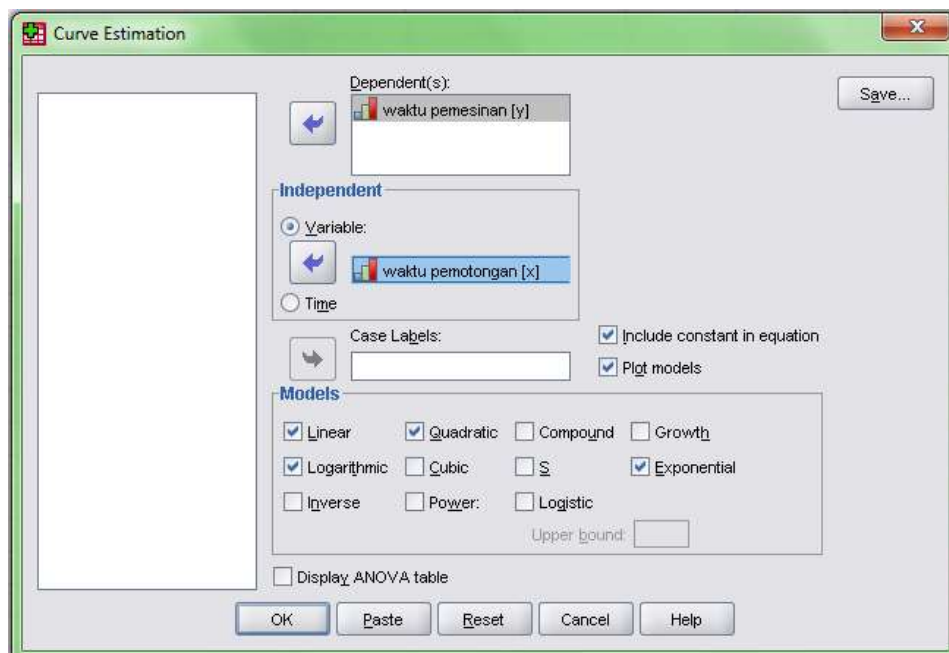 Curve Estimation
Dependent(s):
waktu pemesinan [y]
Save...
Independent
Variable:
waktu pemotongan [x]
Time
Case Labels:
Include constant in equation
Plot models
Models
Linear
Quadratic
Compound
Growth
Logarithmic
Cubic
S
Exponential
Inverse
Power:
Logistic
Upper bound:
Display ANOVA table
OK
Paste
Reset
Cancel
Help